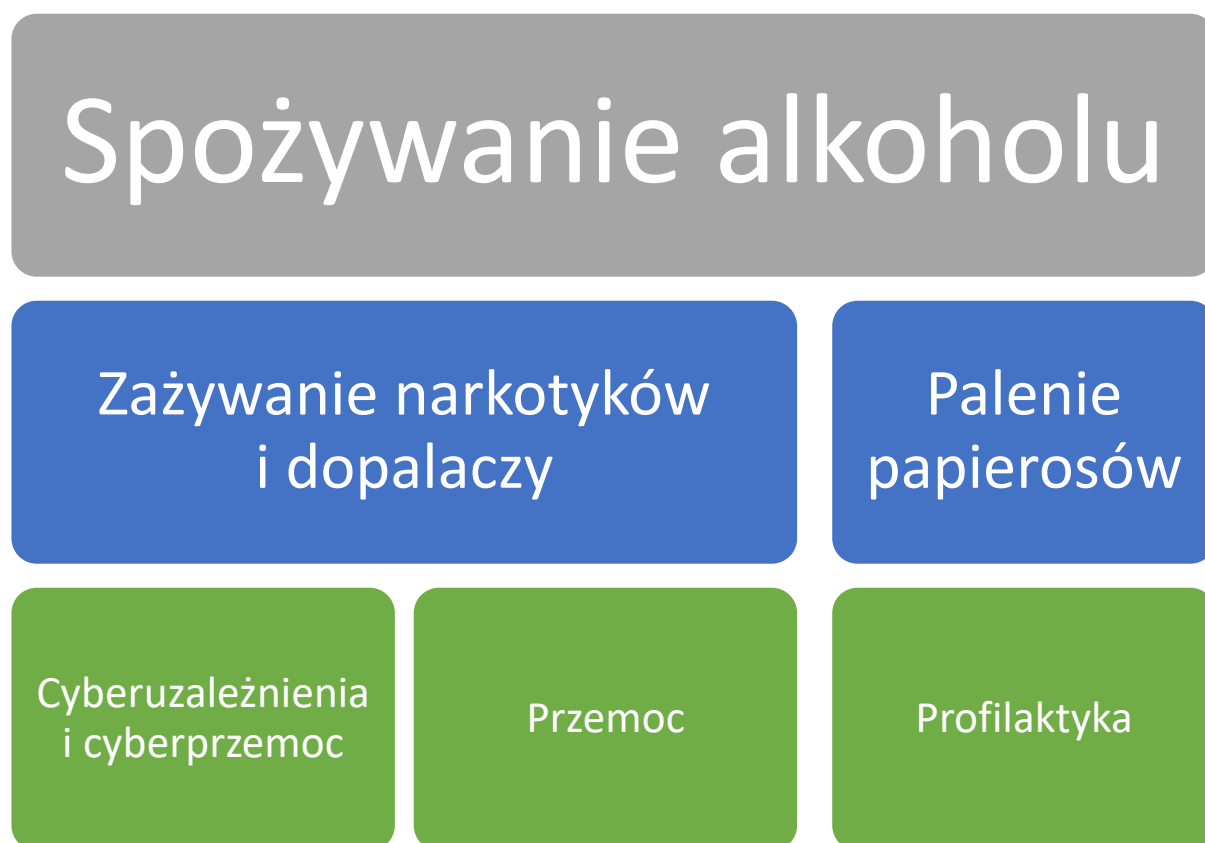 Spożywanie alkoholu
Zażywanie narkotyków
i dopalaczy
Palenie
papierosów
Cyberuzależnienia
i cyberprzemoc
Przemoc
Profilaktyka